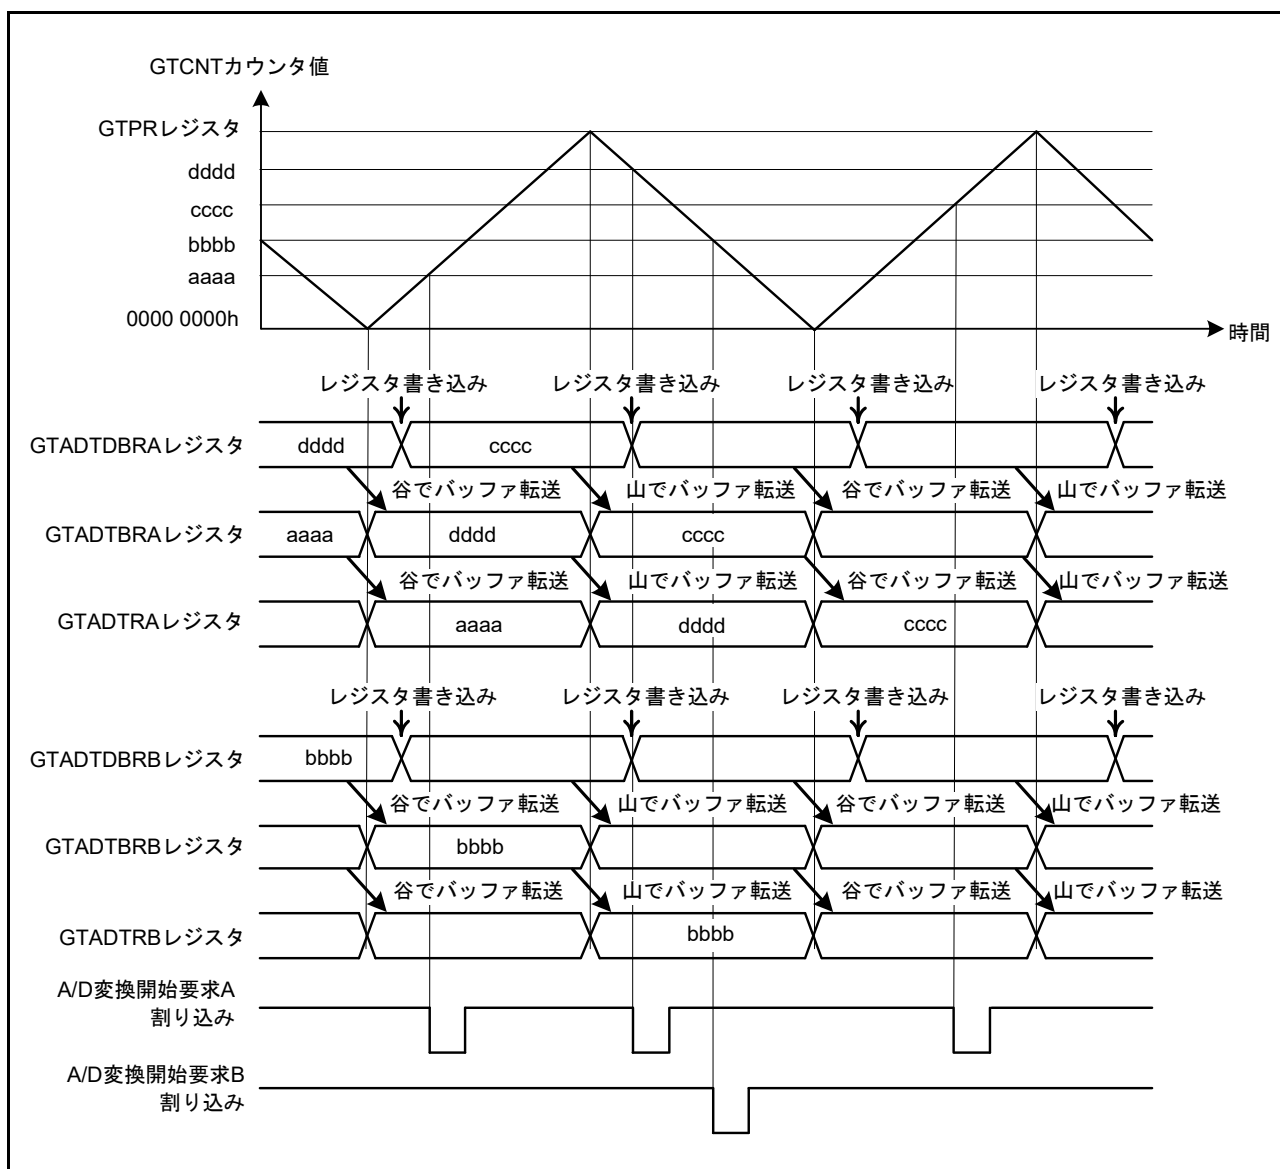 GTCNTカウンタ値
GTPRレジスタ
dddd
cccc
bbbb
aaaa
0000 0000h
時間
レジスタ書き込み レジスタ書き込み レジスタ書き込み レジスタ書き込み
GTADTDBRAレジスタ dddd cccc
谷でバッファ転送 山でバッファ転送 谷でバッファ転送 山でバッファ転送
GTADTBRAレジスタ aaaa dddd cccc
谷でバッファ転送 山でバッファ転送 谷でバッファ転送 山でバッファ転送
GTADTRAレジスタ aaaa dddd cccc
レジスタ書き込み レジスタ書き込み レジスタ書き込み レジスタ書き込み
GTADTDBRBレジスタ bbbb
谷でバッファ転送 山でバッファ転送 谷でバッファ転送 山でバッファ転送
GTADTBRBレジスタ bbbb
谷でバッファ転送 山でバッファ転送 谷でバッファ転送 山でバッファ転送
GTADTRBレジスタ bbbb
A/D変換開始要求A
割り込み
A/D変換開始要求B
割り込み